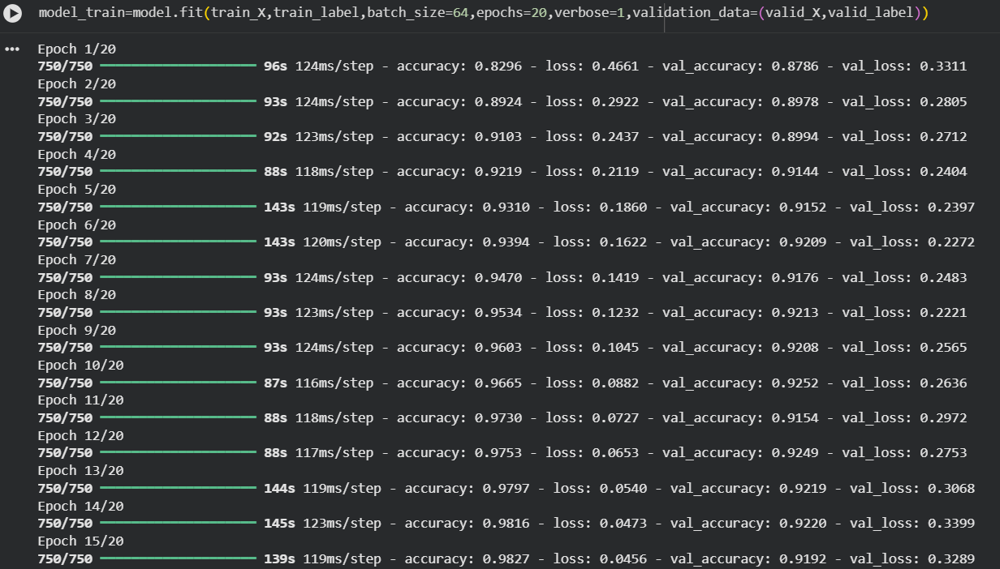 model_train=model.fit(train_X,train_label,batch_size=64,epochs=20,verbose=1,validation_data=(valid_X,valid_label))
Epoch 1/20
750/750 ━━━━━━━━━━━━━━━━━━━━ 96s 124ms/step - accuracy: 0.8296 - loss: 0.4661 - val_accuracy: 0.8786 - val_loss: 0.3311
Epoch 2/20
750/750 ━━━━━━━━━━━━━━━━━━━━ 93s 124ms/step - accuracy: 0.8924 - loss: 0.2922 - val_accuracy: 0.8978 - val_loss: 0.2805
Epoch 3/20
750/750 ━━━━━━━━━━━━━━━━━━━━ 92s 123ms/step - accuracy: 0.9103 - loss: 0.2437 - val_accuracy: 0.8994 - val_loss: 0.2712
Epoch 4/20
750/750 ━━━━━━━━━━━━━━━━━━━━ 88s 118ms/step - accuracy: 0.9219 - loss: 0.2119 - val_accuracy: 0.9144 - val_loss: 0.2404
Epoch 5/20
750/750 ━━━━━━━━━━━━━━━━━━━━ 143s 119ms/step - accuracy: 0.9310 - loss: 0.1860 - val_accuracy: 0.9152 - val_loss: 0.2397
Epoch 6/20
750/750 ━━━━━━━━━━━━━━━━━━━━ 143s 120ms/step - accuracy: 0.9394 - loss: 0.1622 - val_accuracy: 0.9209 - val_loss: 0.2272
Epoch 7/20
750/750 ━━━━━━━━━━━━━━━━━━━━ 93s 124ms/step - accuracy: 0.9470 - loss: 0.1419 - val_accuracy: 0.9176 - val_loss: 0.2483
Epoch 8/20
750/750 ━━━━━━━━━━━━━━━━━━━━ 93s 123ms/step - accuracy: 0.9534 - loss: 0.1232 - val_accuracy: 0.9213 - val_loss: 0.2221
Epoch 9/20
750/750 ━━━━━━━━━━━━━━━━━━━━ 93s 124ms/step - accuracy: 0.9603 - loss: 0.1045 - val_accuracy: 0.9208 - val_loss: 0.2565
Epoch 10/20
750/750 ━━━━━━━━━━━━━━━━━━━━ 87s 116ms/step - accuracy: 0.9665 - loss: 0.0882 - val_accuracy: 0.9252 - val_loss: 0.2636
Epoch 11/20
750/750 ━━━━━━━━━━━━━━━━━━━━ 88s 118ms/step - accuracy: 0.9730 - loss: 0.0727 - val_accuracy: 0.9154 - val_loss: 0.2972
Epoch 12/20
750/750 ━━━━━━━━━━━━━━━━━━━━ 88s 117ms/step - accuracy: 0.9753 - loss: 0.0653 - val_accuracy: 0.9249 - val_loss: 0.2753
Epoch 13/20
750/750 ━━━━━━━━━━━━━━━━━━━━ 144s 119ms/step - accuracy: 0.9797 - loss: 0.0540 - val_accuracy: 0.9219 - val_loss: 0.3068
Epoch 14/20
750/750 ━━━━━━━━━━━━━━━━━━━━ 145s 123ms/step - accuracy: 0.9816 - loss: 0.0473 - val_accuracy: 0.9220 - val_loss: 0.3399
Epoch 15/20
750/750 ━━━━━━━━━━━━━━━━━━━━ 139s 119ms/step - accuracy: 0.9827 - loss: 0.0456 - val_accuracy: 0.9192 - val_loss: 0.3289